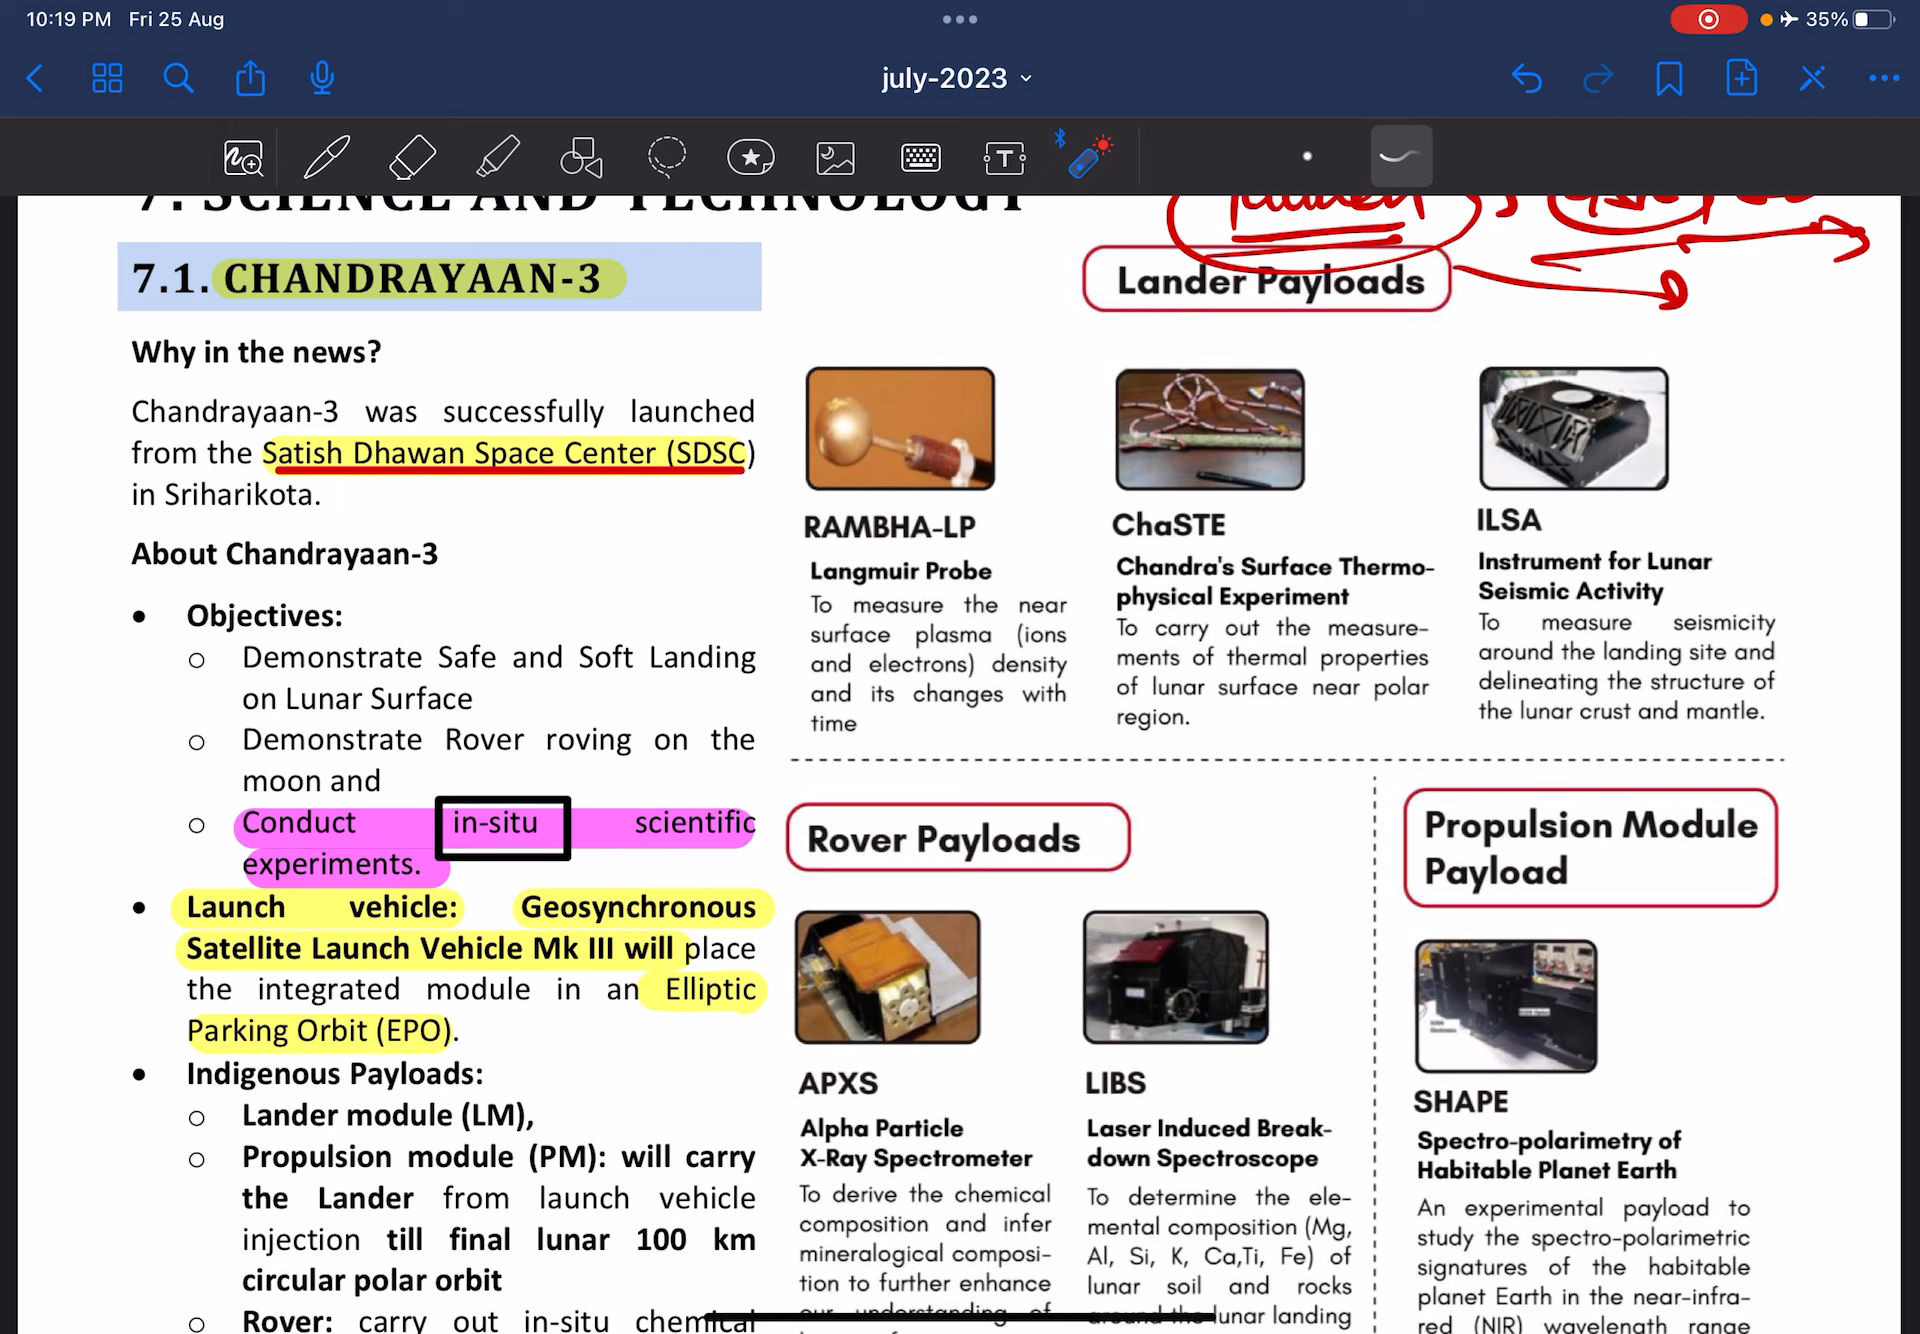 10:19 PM Fri 25 Aug
35%
july-2023
7. SCIENCE AND TECHNOLOGY
7.1. CHANDRAYAAN-3
Why in the news?
Chandrayaan-3 was successfully launched
from the Satish Dhawan Space Center (SDSC)
in Sriharikota.
About Chandrayaan-3
• Objectives:
o Demonstrate Safe and Soft Landing
on Lunar Surface
o Demonstrate Rover roving on the
moon and
o Conduct in-situ scientific
experiments.
• Launch vehicle: Geosynchronous
Satellite Launch Vehicle Mk III will place
the integrated module in an Elliptic
Parking Orbit (EPO).
• Indigenous Payloads:
o Lander module (LM),
o Propulsion module (PM): will carry
the Lander from launch vehicle
injection till final lunar 100 km
circular polar orbit
o Rover: carry out in-situ chemical
Lander Payloads
RAMBHA-LP
Langmuir Probe
To measure the near
surface plasma (ions
and electrons) density
and its changes with
time
ChaSTE
Chandra's Surface Thermo-
physical Experiment
To carry out the measure-
ments of thermal properties
of lunar surface near polar
region.
ILSA
Instrument for Lunar
Seismic Activity
To measure seismicity
around the landing site and
delineating the structure of
the lunar crust and mantle.
Rover Payloads
APXS
Alpha Particle
X-Ray Spectrometer
To derive the chemical
composition and infer
mineralogical composi-
tion to further enhance
our understanding of
LIBS
Laser Induced Break-
down Spectroscope
To determine the ele-
mental composition (Mg,
Al, Si, K, Ca,Ti, Fe) of
lunar soil and rocks
around the lunar landing
Propulsion Module
Payload
SHAPE
Spectro-polarimetry of
Habitable Planet Earth
An experimental payload to
study the spectro-polarimetric
signatures of the habitable
planet Earth in the near-infra-
red (NIR) wavelength range